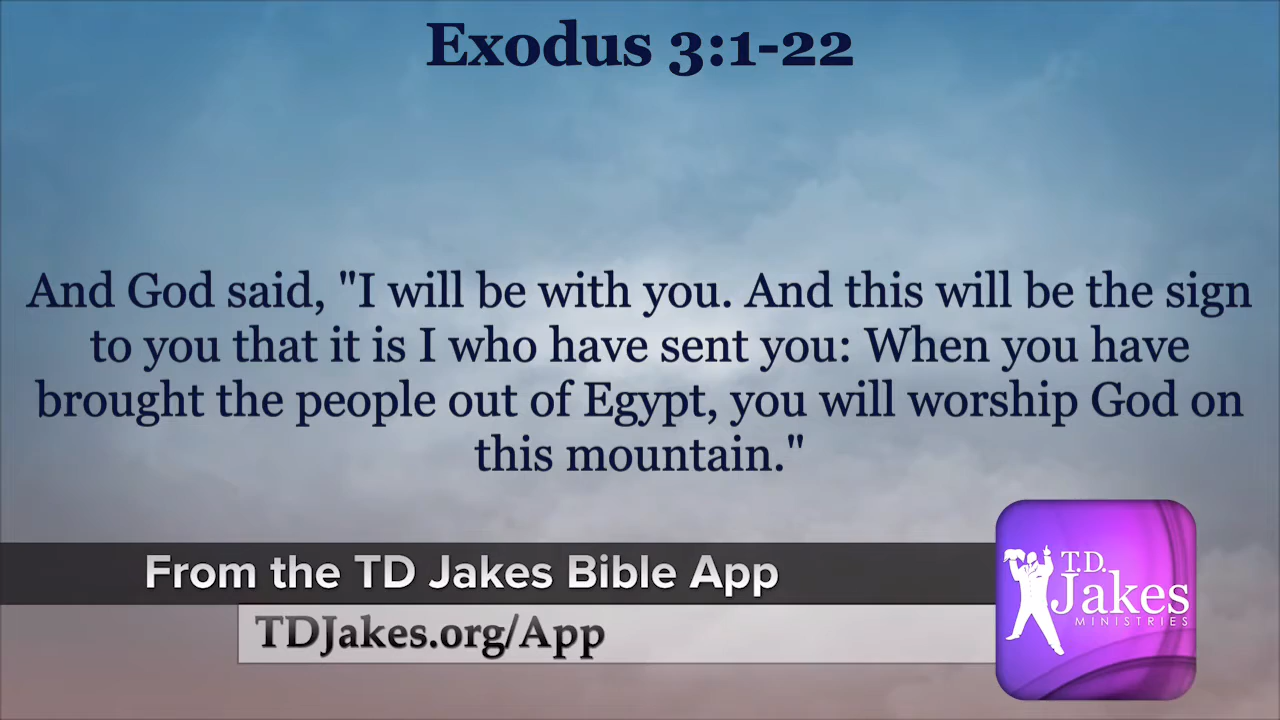 Exodus 3:1-22
And God said, "I will be with you. And this will be the sign
to you that it is I who have sent you: When you have
brought the people out of Egypt, you will worship God on
this mountain."
From the TD Jakes Bible App
TDJakes.org/App
T.D.
Jakes
MINISTRIES